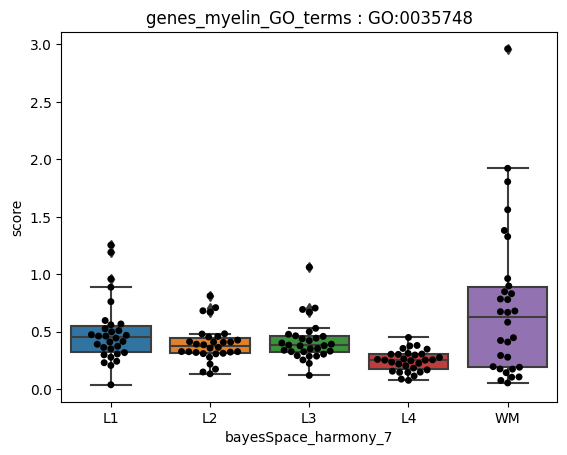 genes_myelin_GO_terms : GO:0035748
3.0
2.5
2.0
1.5
1.0
0.5
0.0
score
L1 L2 L3 L4 WM
bayesSpace_harmony_7